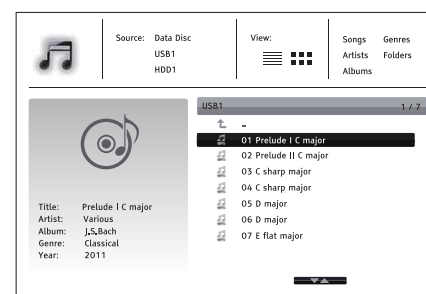 Source: Data Disc
USB1
HDD1
View:
Songs Genres
Artists Folders
Albums
USB1 1 / 7
-
01 Prelude I C major
02 Prelude II C major
03 C sharp major
04 C sharp major
05 D major
06 D major
07 E flat major
Title: Prelude I C major
Artist: Various
Album: J.S.Bach
Genre: Classical
Year: 2011